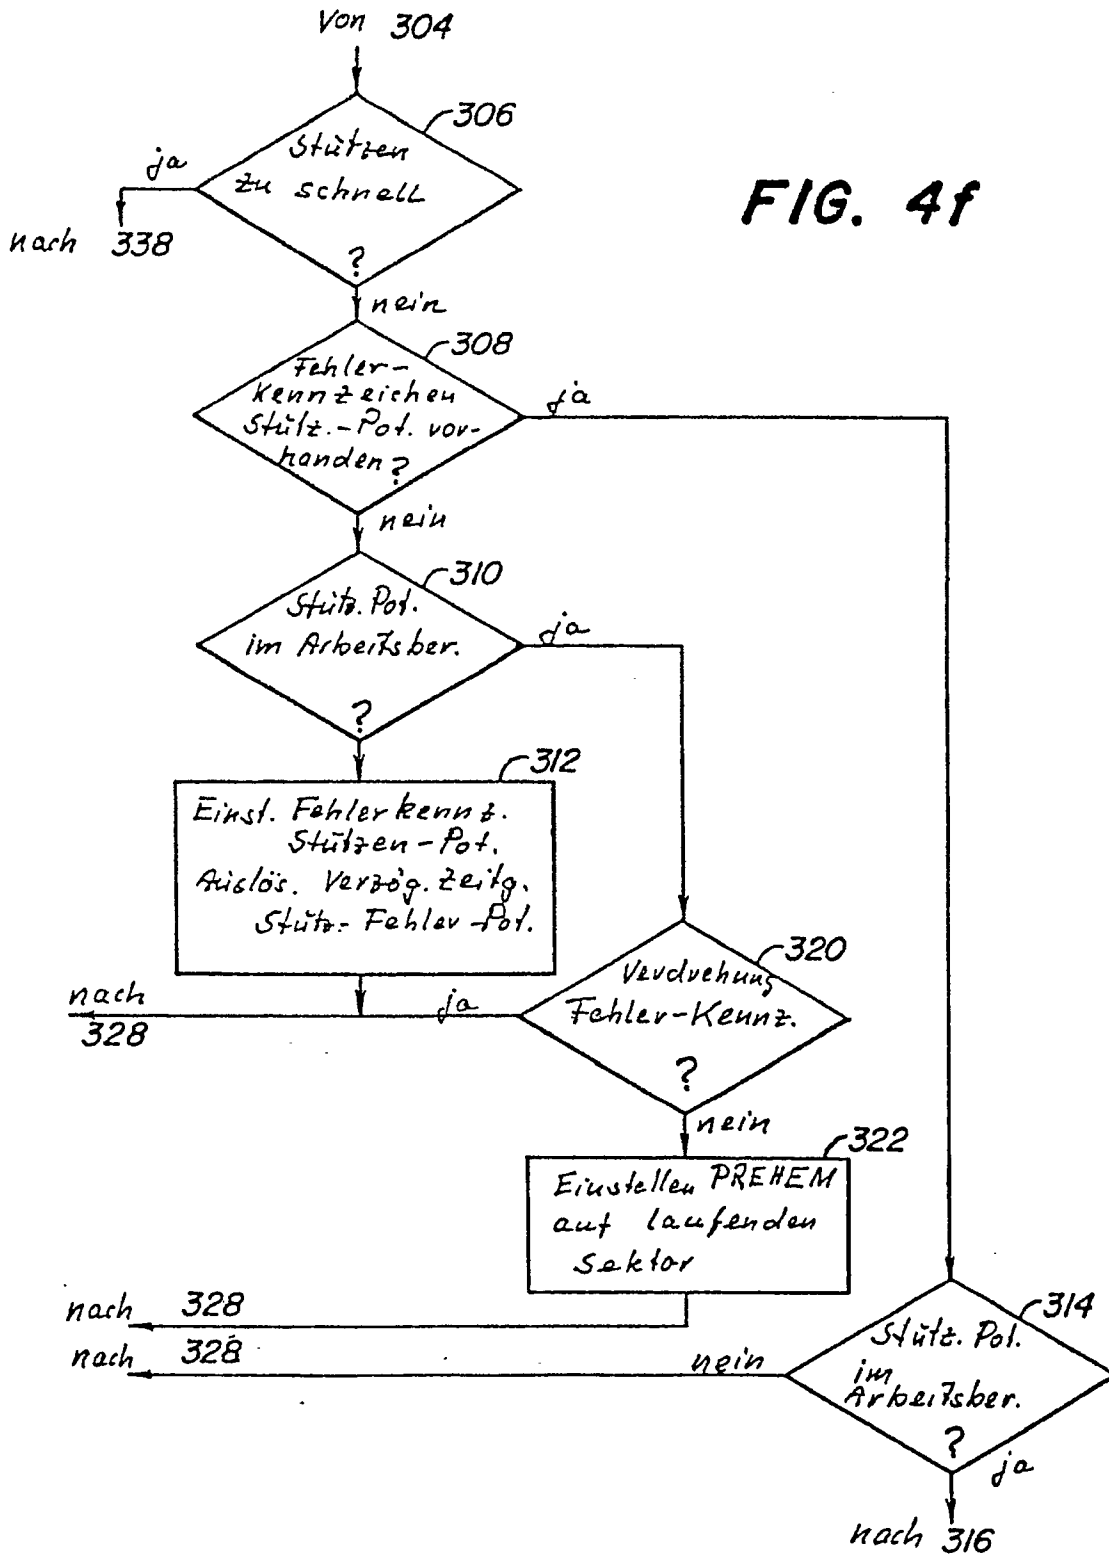 Von 304
306
Stützen
zu schnell
?
ja
nach 338
FIG. 4f
nein
308
Fehler-
Kennzeichen
Stütz.-Pot. vor-
handen?
ja
nein
310
Stütz. Pot.
im Arbeitsber.
?
ja
312
Einst. Fehlerkennz.
Stützen-Pot.
Auslös. Verzög. Zeitg.
Stütz-Fehler-Pot.
nach
328
ja
320
Verdrehung
Fehler-Kennz.
?
nein
322
Einstellen PREHEM
auf laufenden
Sektor
nach 328
nach 328
nein
314
Stütz. Pot.
im
Arbeitsber.
?
ja
nach 316